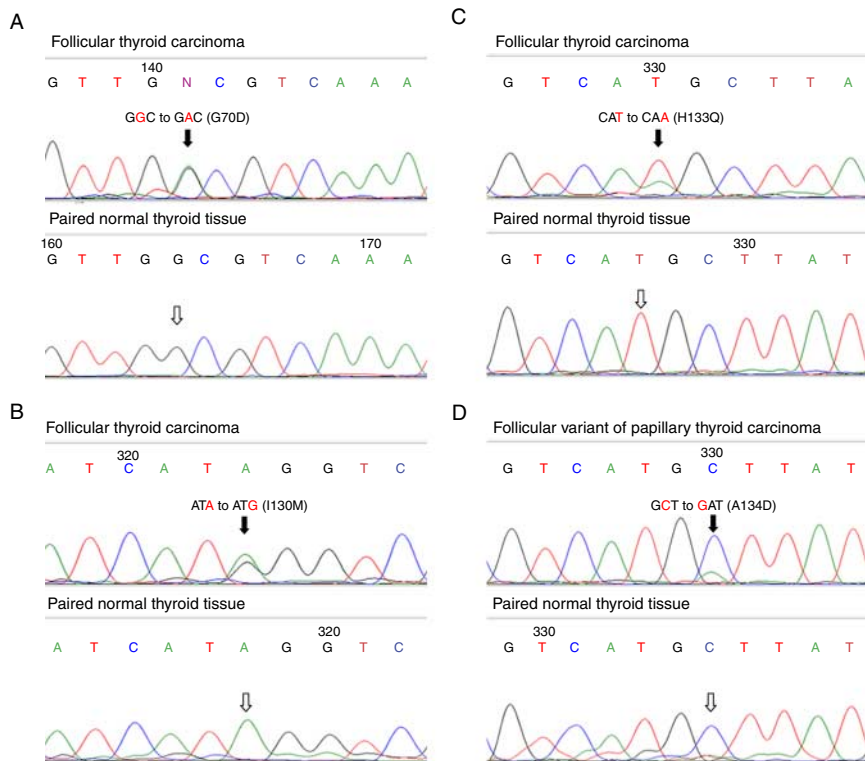 A
Follicular thyroid carcinoma
140
G T T G N C G T C A A A
GGC to GAC (G70D)
Paired normal thyroid tissue
160 170
G T T G G C G T C A A A
B
Follicular thyroid carcinoma
320
A T C A T A G G T C
ATA to ATG (I130M)
Paired normal thyroid tissue
320
A T C A T A G G T C
C
Follicular thyroid carcinoma
330
G T C A T G C T T A
CAT to CAA (H133Q)
Paired normal thyroid tissue
330
G T C A T G C T T A T
D
Follicular variant of papillary thyroid carcinoma
330
G T C A T G C T T A T
GCT to GAT (A134D)
Paired normal thyroid tissue
330
G T C A T G C T T A T